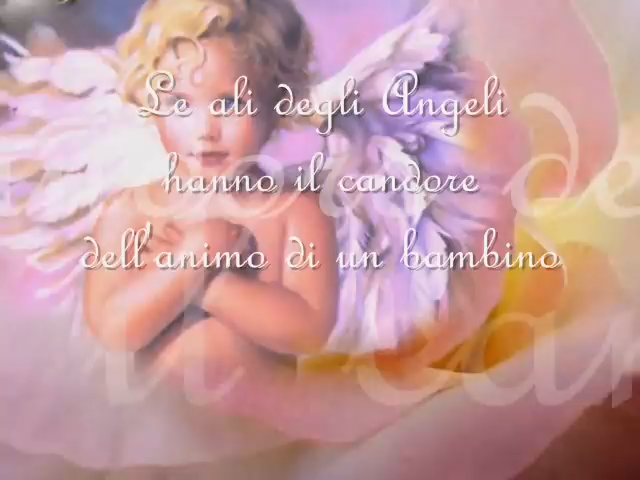 Le ali degli Angeli
hanno il candore
dell'animo di un bambino